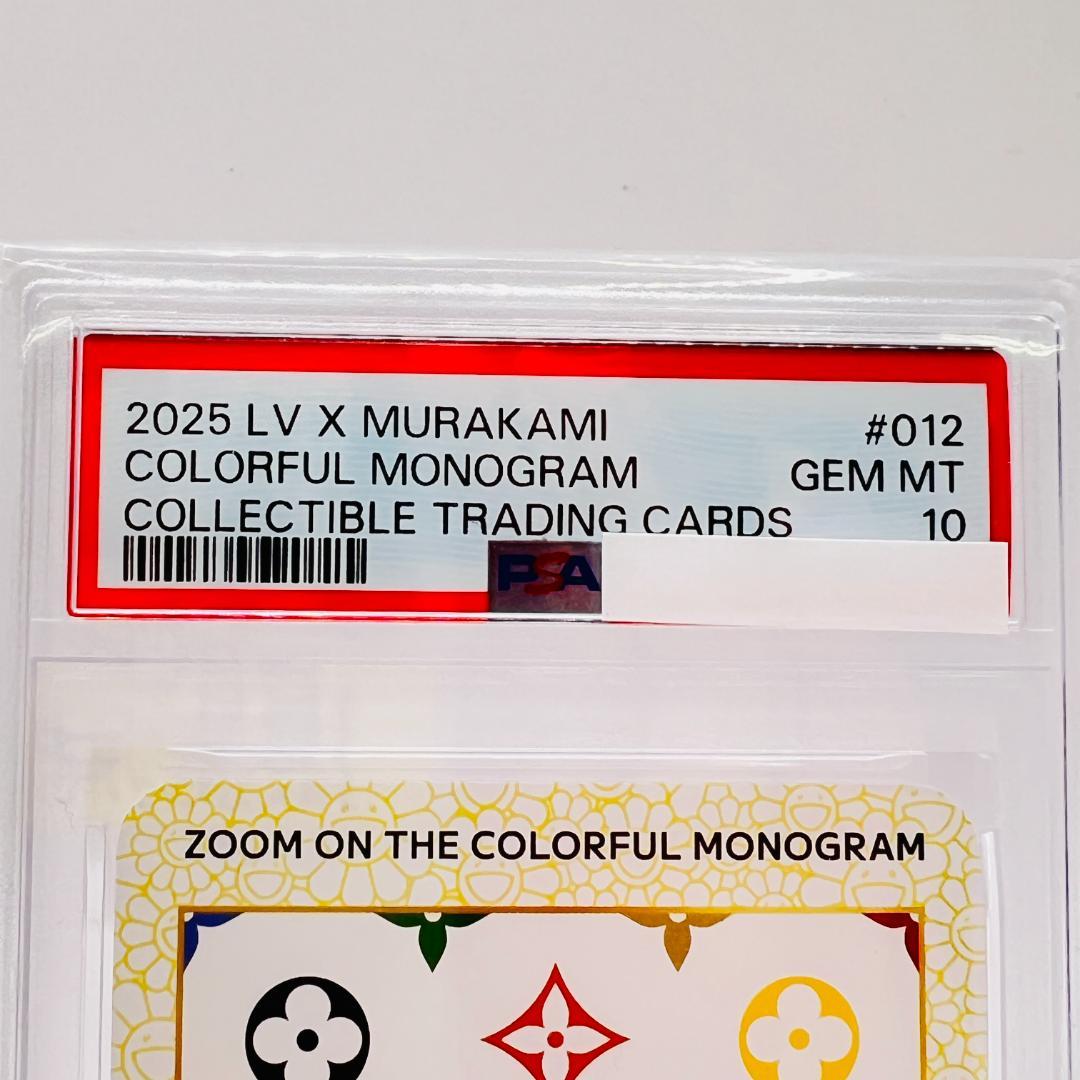 2025 LV X MURAKAMI #012
COLORFUL MONOGRAM GEM MT
COLLECTIBLE TRADING CARDS 10
PSA
ZOOM ON THE COLORFUL MONOGRAM